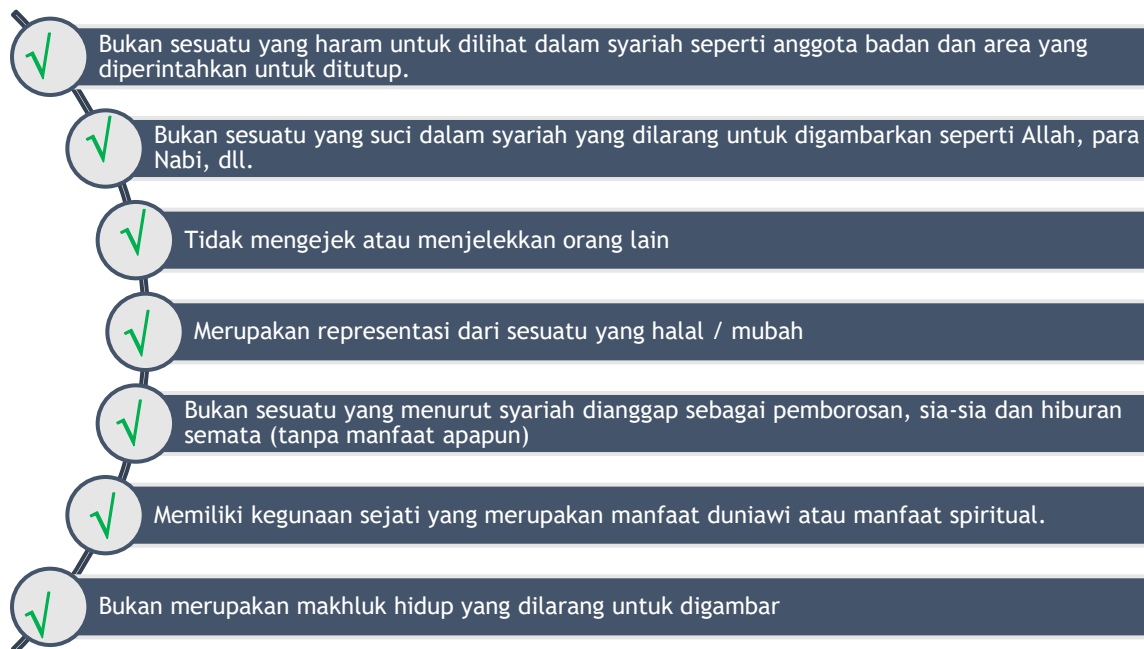 Bukan sesuatu yang haram untuk dilihat dalam syariah seperti anggota badan dan area yang
diperintahkan untuk ditutup.
Bukan sesuatu yang suci dalam syariah yang dilarang untuk digambarkan seperti Allah, para
Nabi, dll.
Tidak mengejek atau menjelekkan orang lain
Merupakan representasi dari sesuatu yang halal / mubah
Bukan sesuatu yang menurut syariah dianggap sebagai pemborosan, sia-sia dan hiburan
semata (tanpa manfaat apapun)
Memiliki kegunaan sejati yang merupakan manfaat duniawi atau manfaat spiritual.
Bukan merupakan makhluk hidup yang dilarang untuk digambar